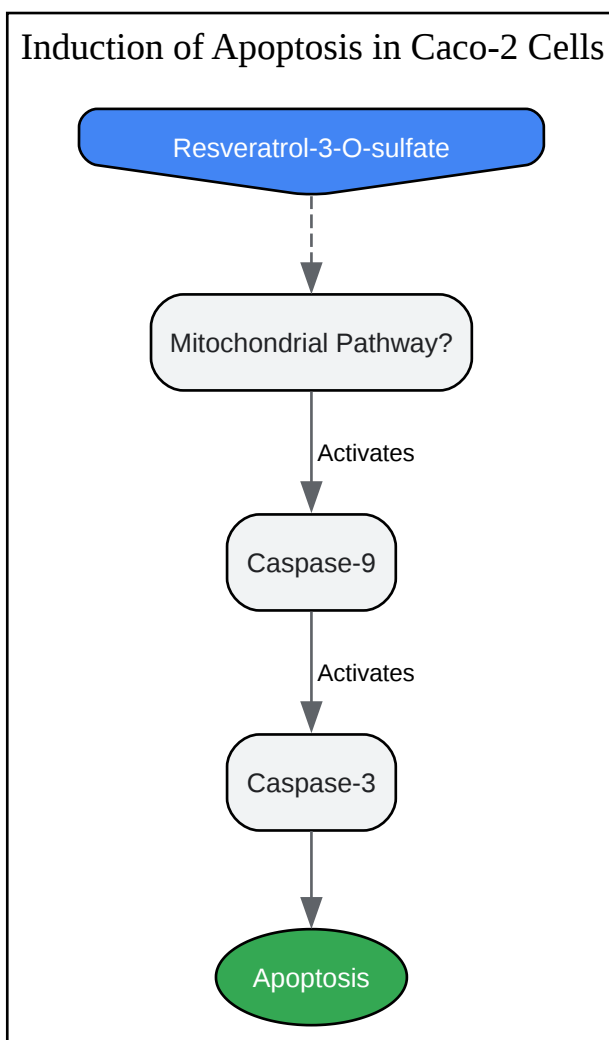 Induction of Apoptosis in Caco-2 Cells
Resveratrol-3-O-sulfate
Mitochondrial Pathway?
Activates
Caspase-9
Activates
Caspase-3
Apoptosis